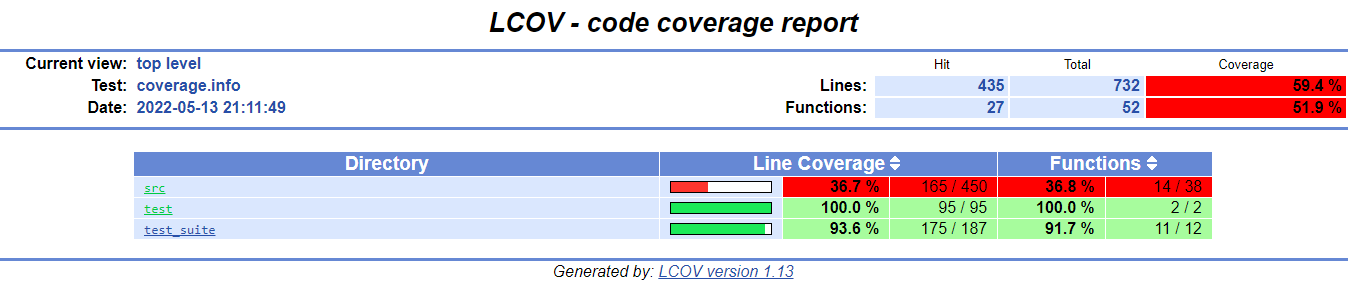 LCOV - code coverage report
Current view: top level
Hit Total Coverage
Test: coverage.info Lines: 435 732 59.4 %
Date: 2022-05-13 21:11:49 Functions: 27 52 51.9 %
Directory Line Coverage Functions
src 36.7 % 165 / 450 36.8 % 14 / 38
test 100.0 % 95 / 95 100.0 % 2 / 2
test_suite 93.6 % 175 / 187 91.7 % 11 / 12
Generated by: LCOV version 1.13